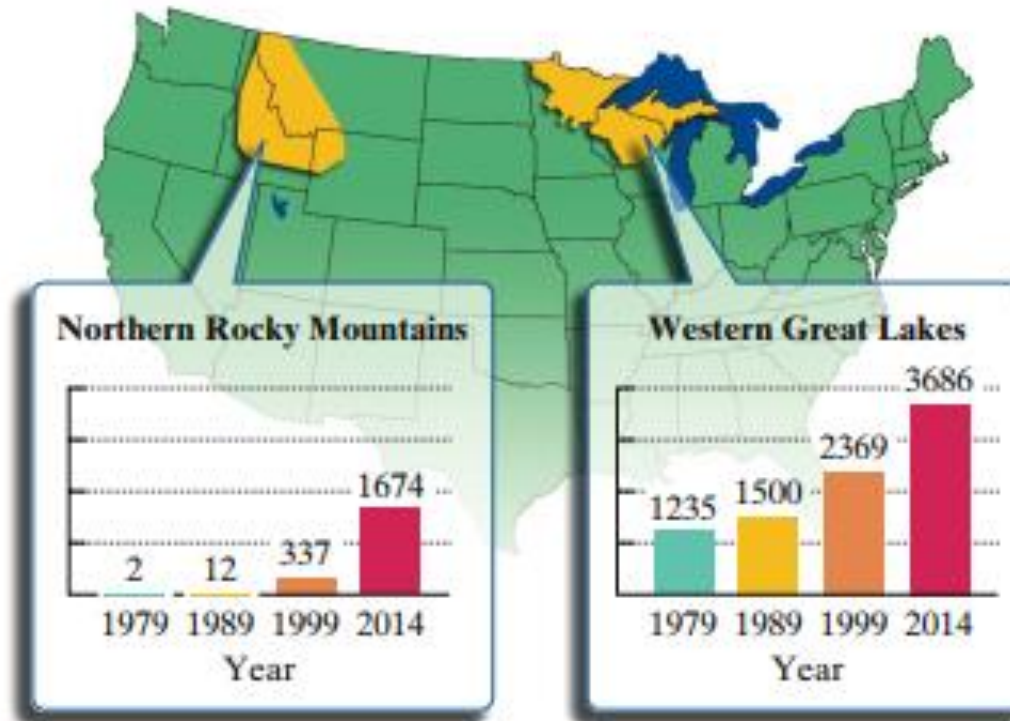 Northern Rocky Mountains
1674
337
12
2
1979 1989 1999 2014
Year
Western Great Lakes
3686
2369
1500
1235
1979 1989 1999 2014
Year